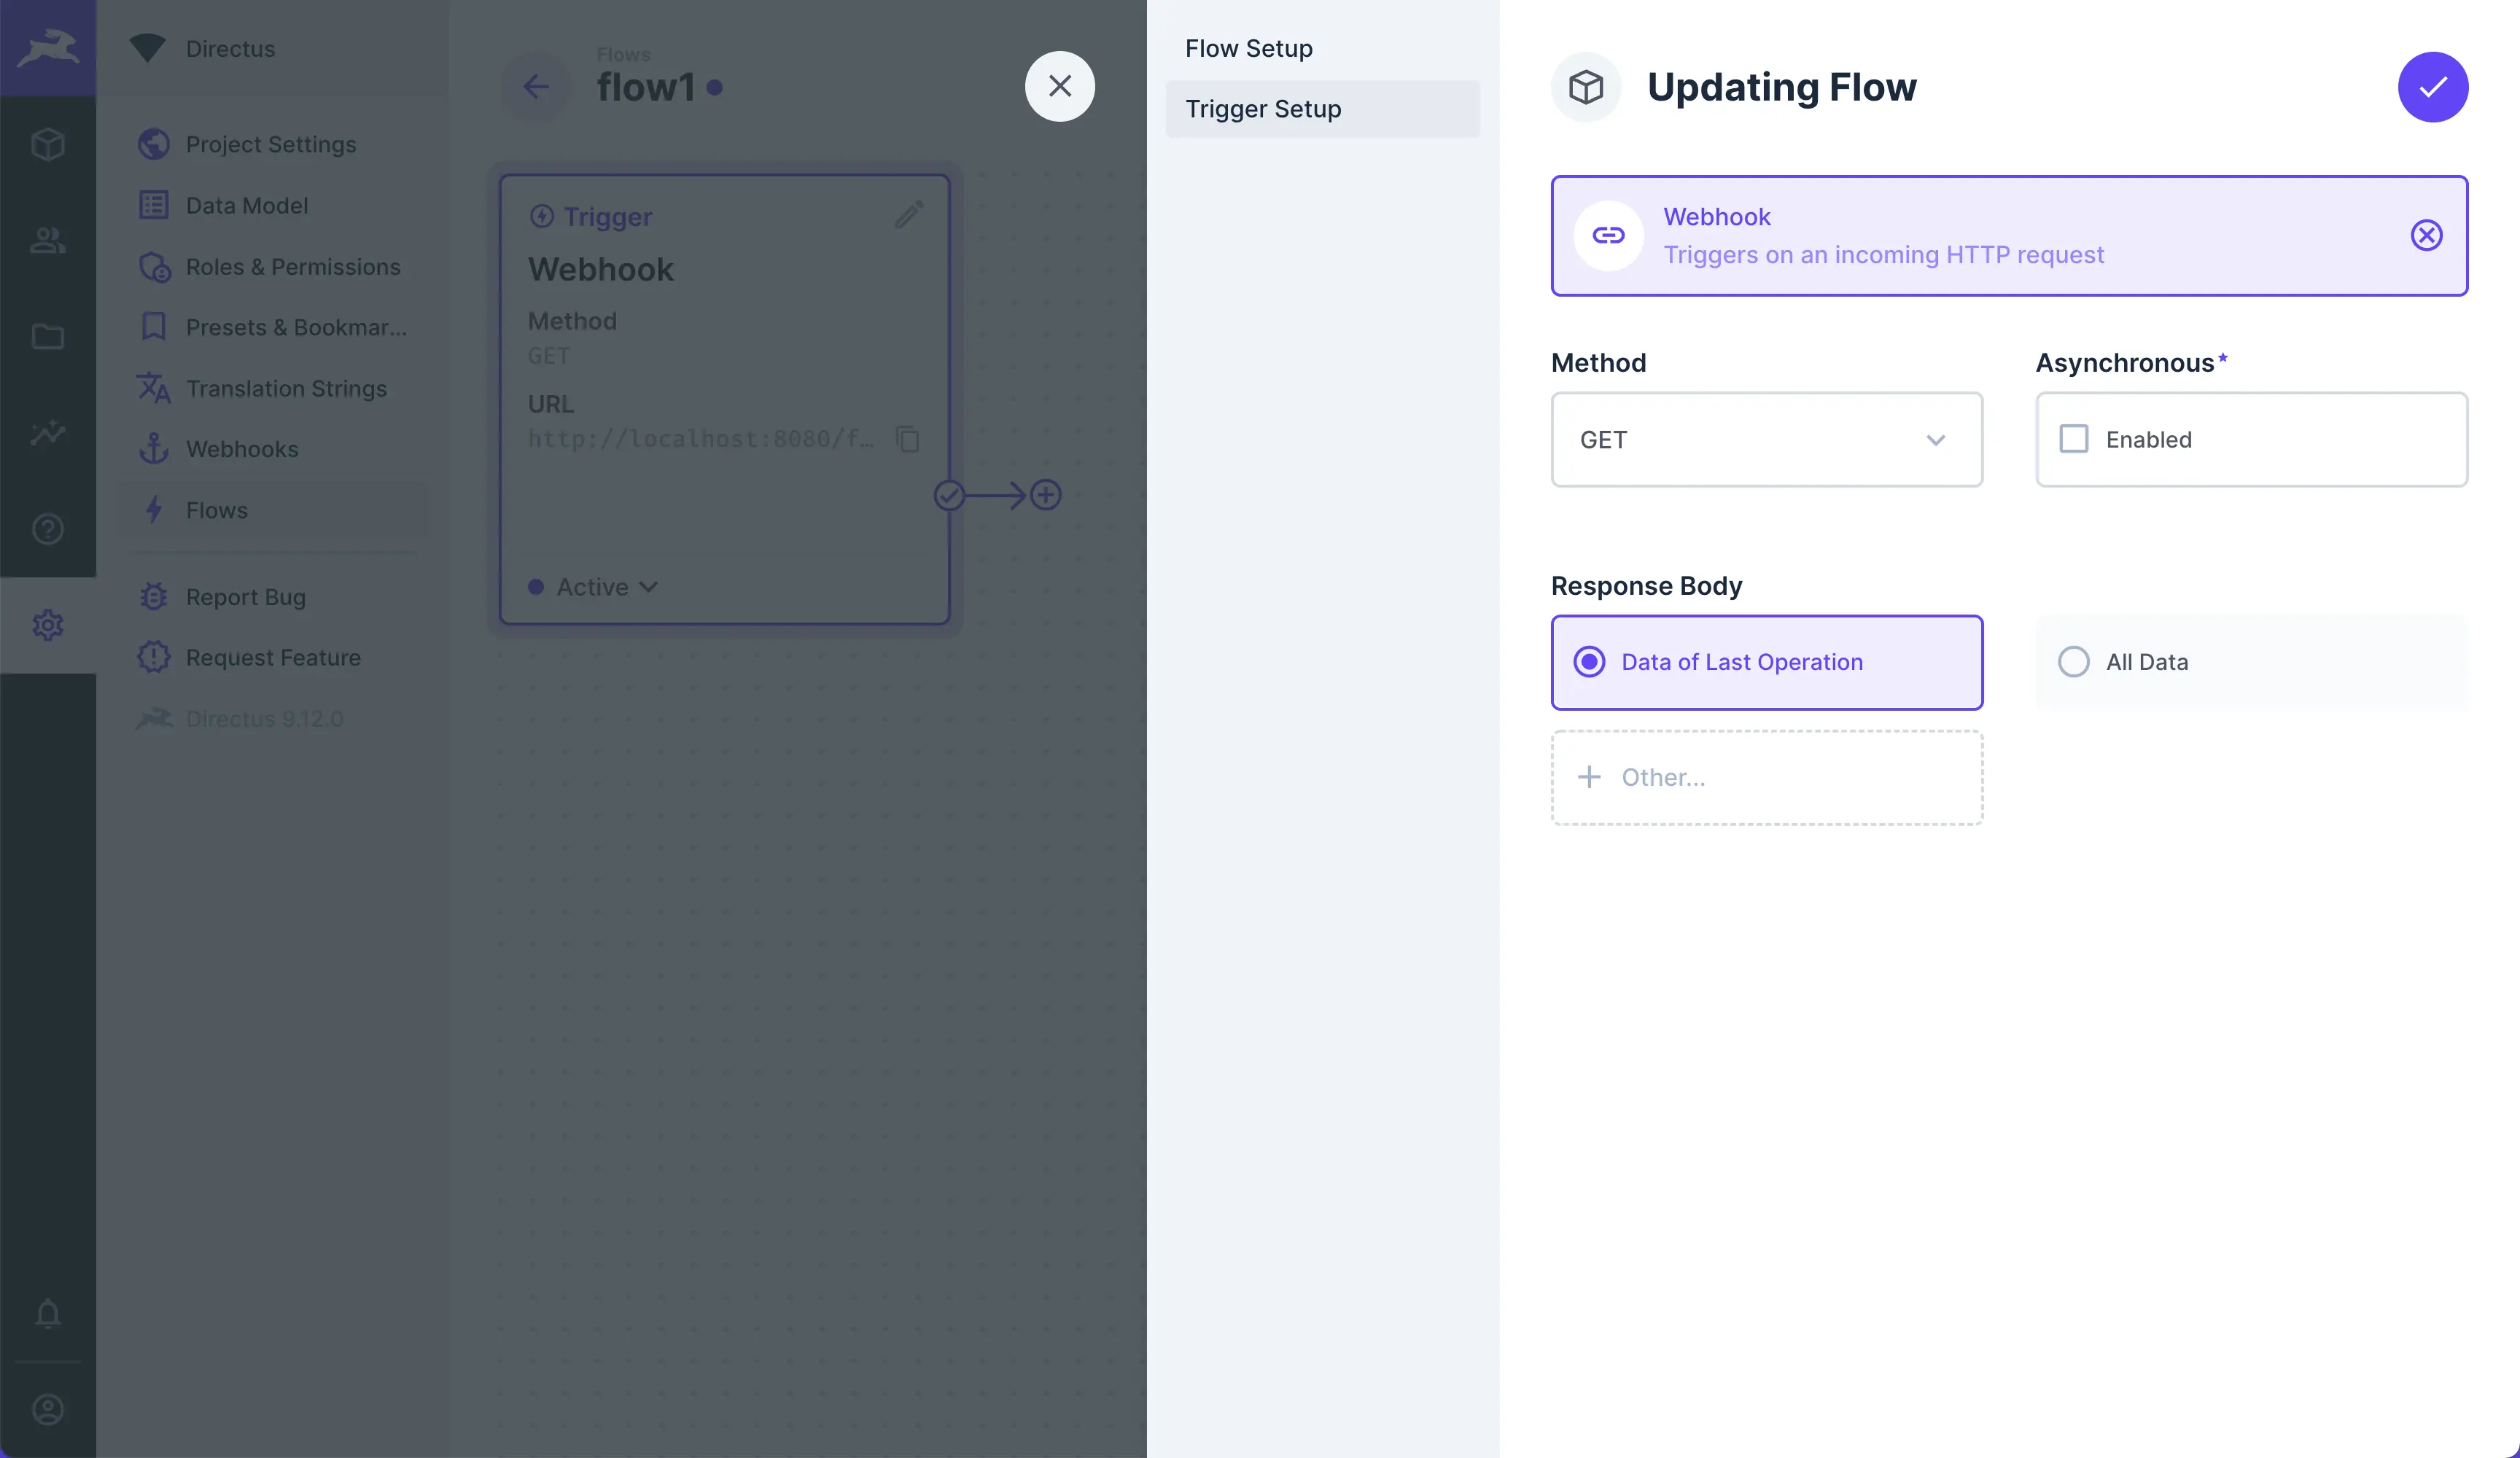 Directus
Project Settings
Data Model
Roles & Permissions
Presets & Bookmar...
Translation Strings
Webhooks
Flows
Report Bug
Request Feature
Directus 9.12.0
Flows
flow1
Trigger
Webhook
Method
GET
URL
http://localhost:8080/f...
Active
Flow Setup
Trigger Setup
Updating Flow
Webhook
Triggers on an incoming HTTP request
Method
Asynchronous*
GET
Enabled
Response Body
Data of Last Operation
All Data
Other...